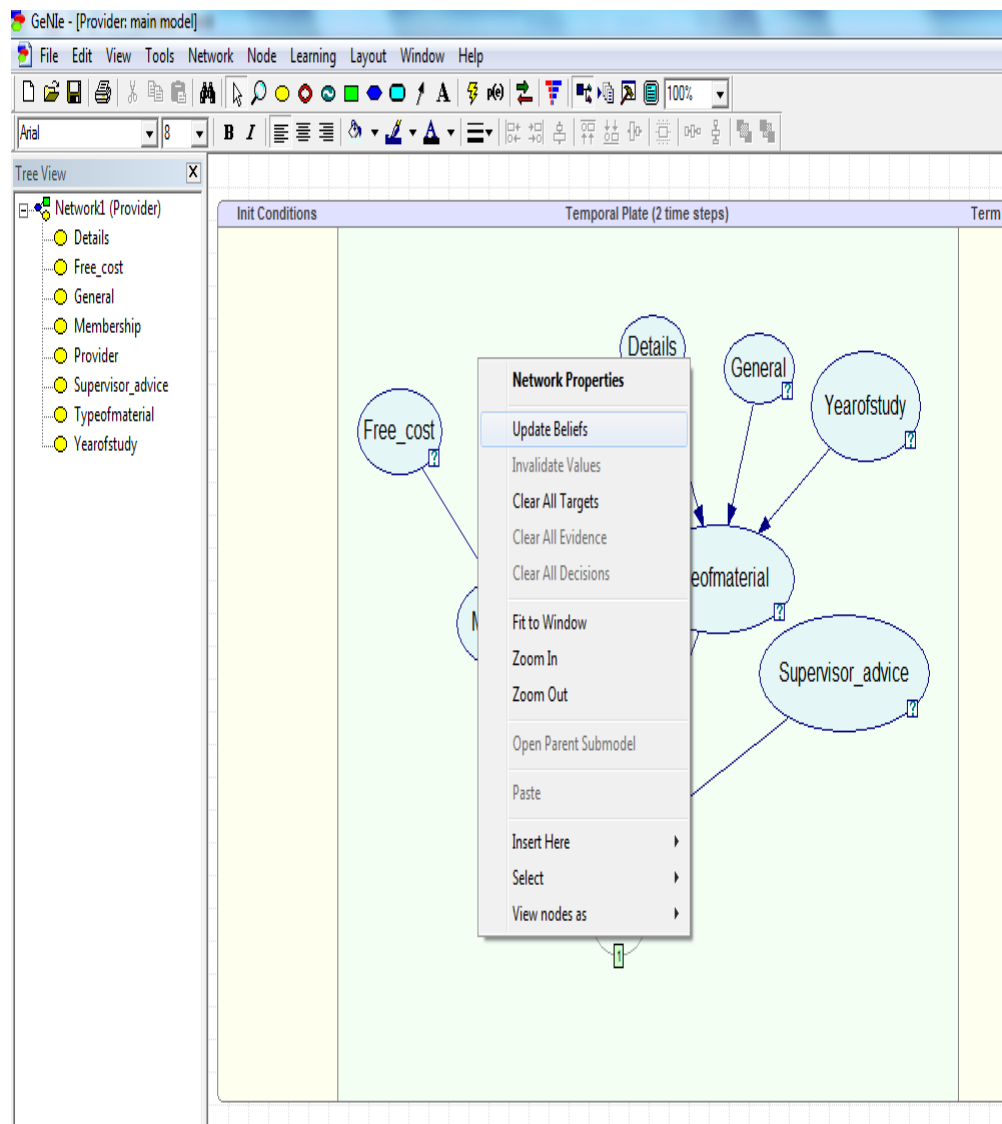 GeNIe - [Provider: main model]
File Edit View Tools Network Node Learning Layout Window Help
A p(e) 100%
Arial 8 B I A
Tree View X
Network1 (Provider)
Details
Free_cost
General
Membership
Provider
Supervisor_advice
Typeofmaterial
Yearofstudy
Init Conditions Temporal Plate (2 time steps) Term
Details
General ?
Yearofstudy ?
Free_cost ?
eofmaterial ?
Supervisor_advice ?
Network Properties
Update Beliefs
Invalidate Values
Clear All Targets
Clear All Evidence
Clear All Decisions
Fit to Window
Zoom In
Zoom Out
Open Parent Submodel
Paste
Insert Here
Select
View nodes as
1